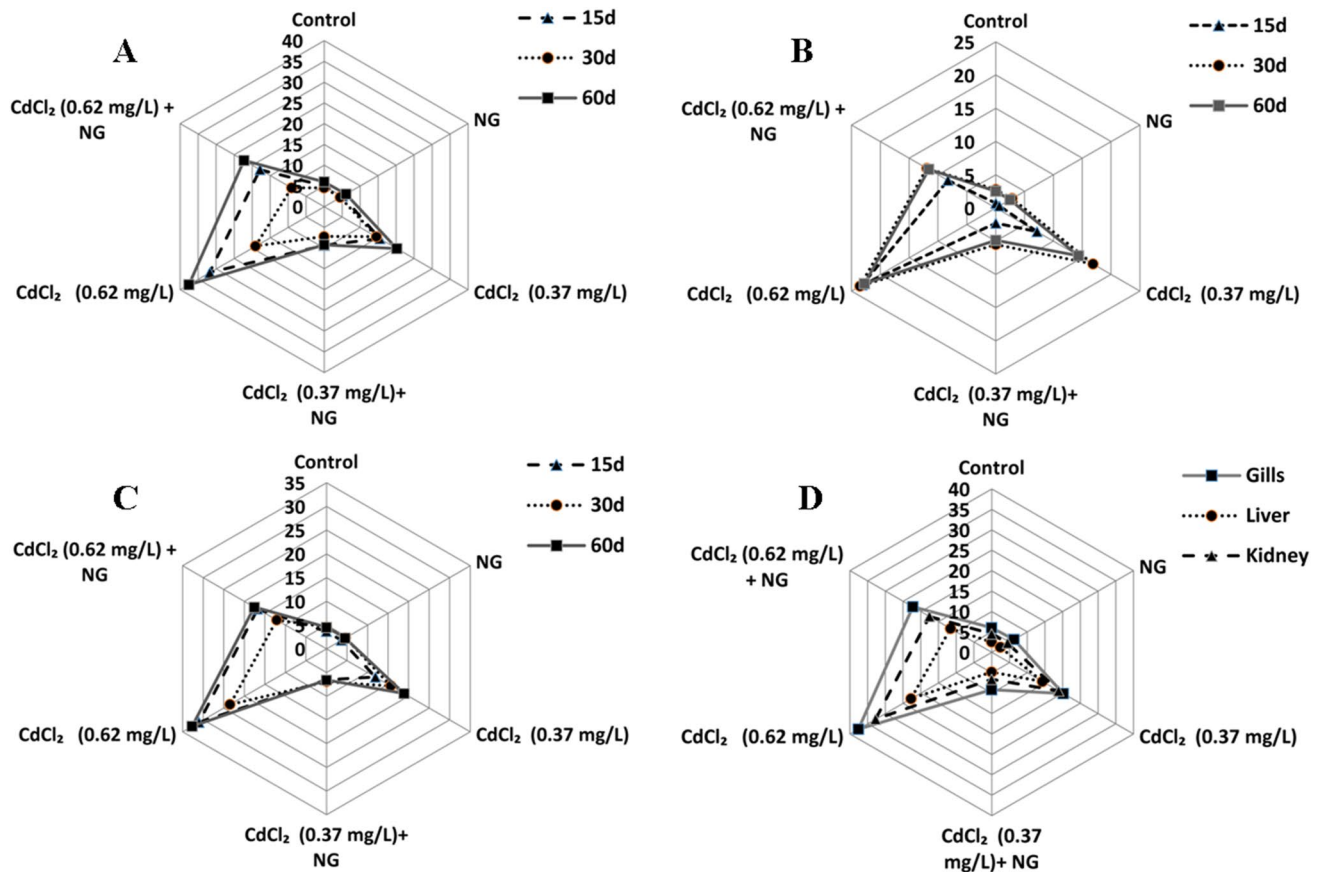 A
Control
40
35
30
25
20
15
10
5
0
NG
CdCl₂ (0.37 mg/L)
CdCl₂ (0.37 mg/L)+
NG
CdCl₂ (0.62 mg/L)
CdCl₂ (0.62 mg/L) +
NG
15d
30d
60d
B
Control
25
20
15
10
5
0
NG
CdCl₂ (0.37 mg/L)
CdCl₂ (0.37 mg/L)+
NG
CdCl₂ (0.62 mg/L)
CdCl₂ (0.62 mg/L) +
NG
15d
30d
60d
C
Control
35
30
25
20
15
10
5
0
NG
CdCl₂ (0.37 mg/L)
CdCl₂ (0.37 mg/L)+
NG
CdCl₂ (0.62 mg/L)
CdCl₂ (0.62 mg/L) +
NG
15d
30d
60d
D
Control
40
35
30
25
20
15
10
5
0
NG
CdCl₂ (0.37 mg/L)
CdCl₂ (0.37
mg/L)+ NG
CdCl₂ (0.62 mg/L)
CdCl₂ (0.62 mg/L)
+ NG
Gills
Liver
Kidney